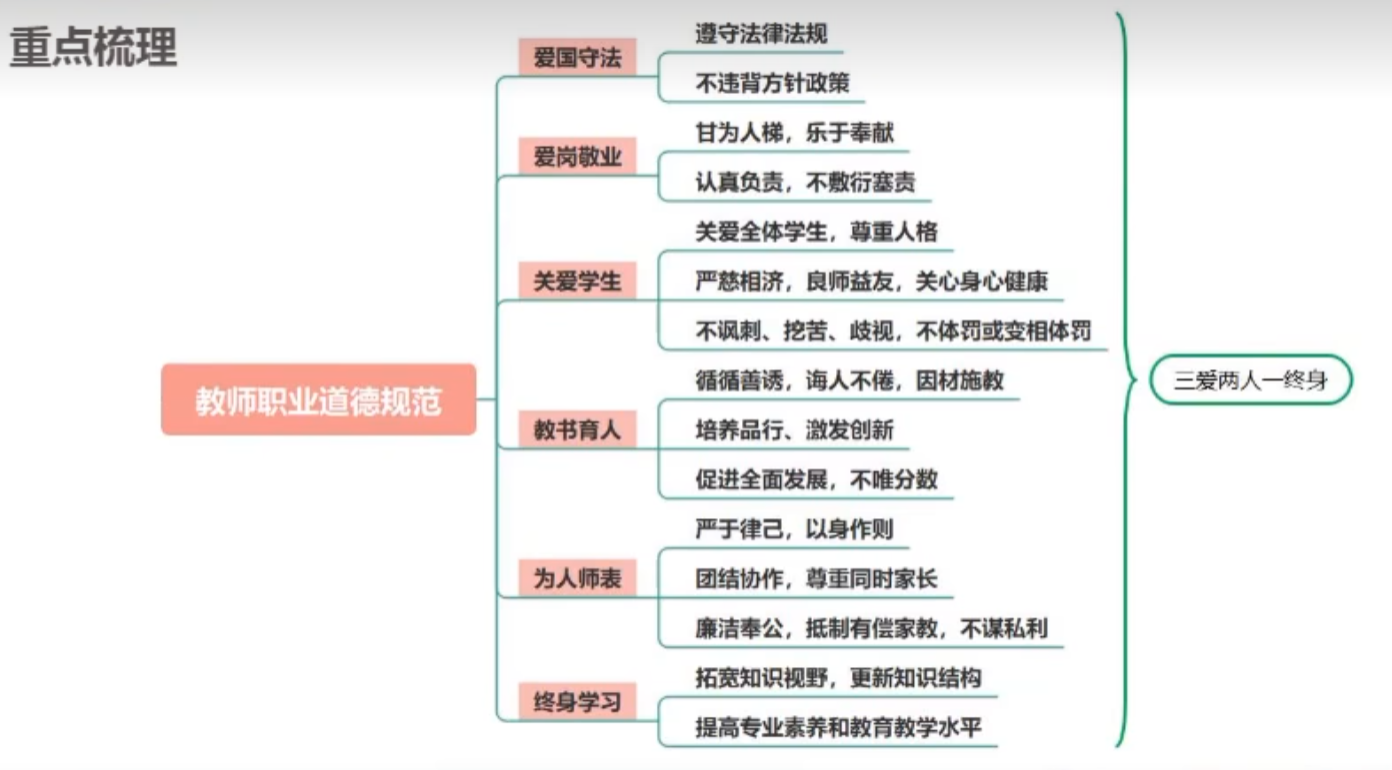 重点梳理
教师职业道德规范
爱国守法
遵守法律法规
不违背方针政策
爱岗敬业
甘为人梯，乐于奉献
认真负责，不敷衍塞责
关爱学生
关爱全体学生，尊重人格
严慈相济，良师益友，关心身心健康
不讽刺、挖苦、歧视，不体罚或变相体罚
教书育人
循循善诱，诲人不倦，因材施教
培养品行、激发创新
促进全面发展，不唯分数
为人师表
严于律己，以身作则
团结协作，尊重同时家长
廉洁奉公，抵制有偿家教，不谋私利
终身学习
拓宽知识视野，更新知识结构
提高专业素养和教育教学水平
三爱两人一终身